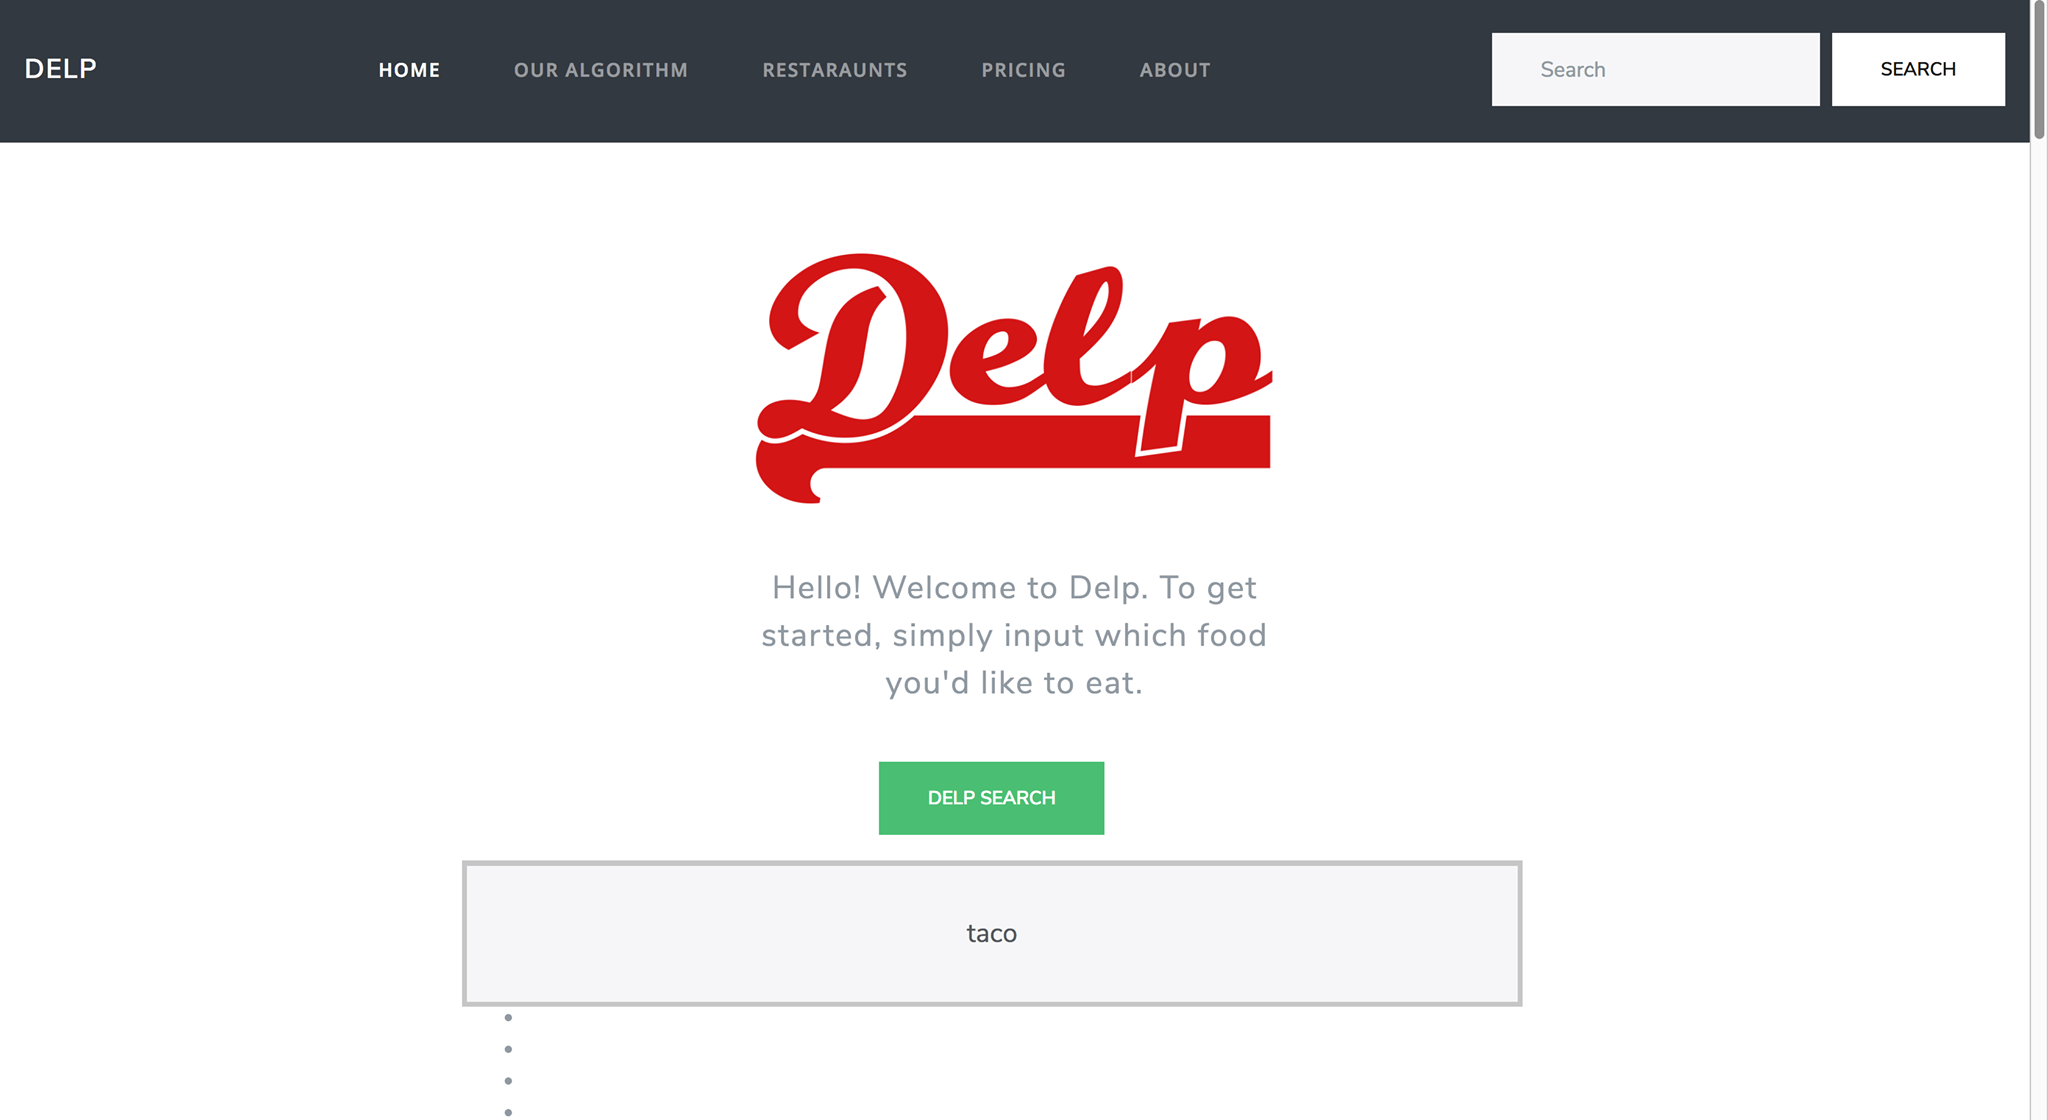 DELP
HOME OUR ALGORITHM RESTARAUNTS PRICING ABOUT
Search
SEARCH
Delp
Hello! Welcome to Delp. To get
started, simply input which food
you'd like to eat.
DELP SEARCH
taco